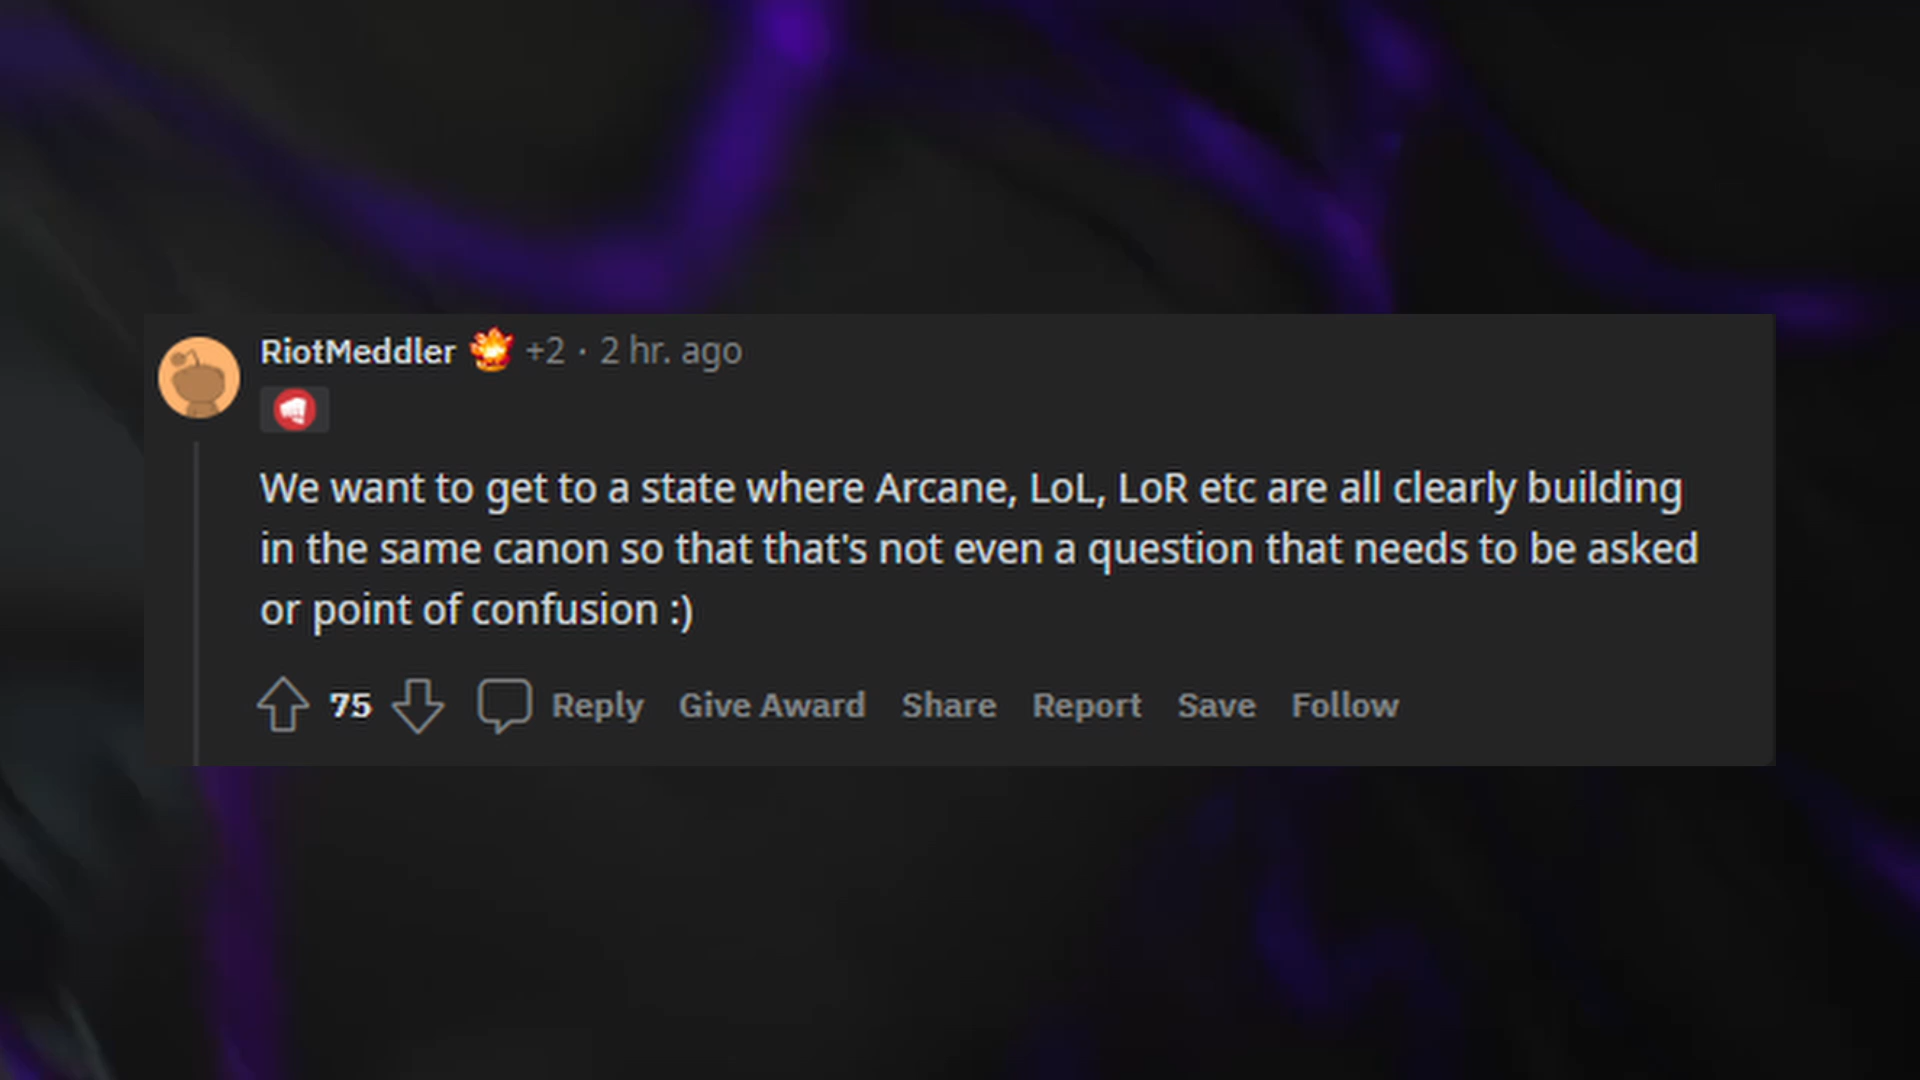 RiotMeddler +2 · 2 hr. ago
We want to get to a state where Arcane, LoL, LoR etc are all clearly building
in the same canon so that that's not even a question that needs to be asked
or point of confusion :)
75 Reply Give Award Share Report Save Follow